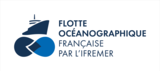 FLOTTE
OCÉANOGRAPHIQUE
FRANÇAISE
PAR L'IFREMER